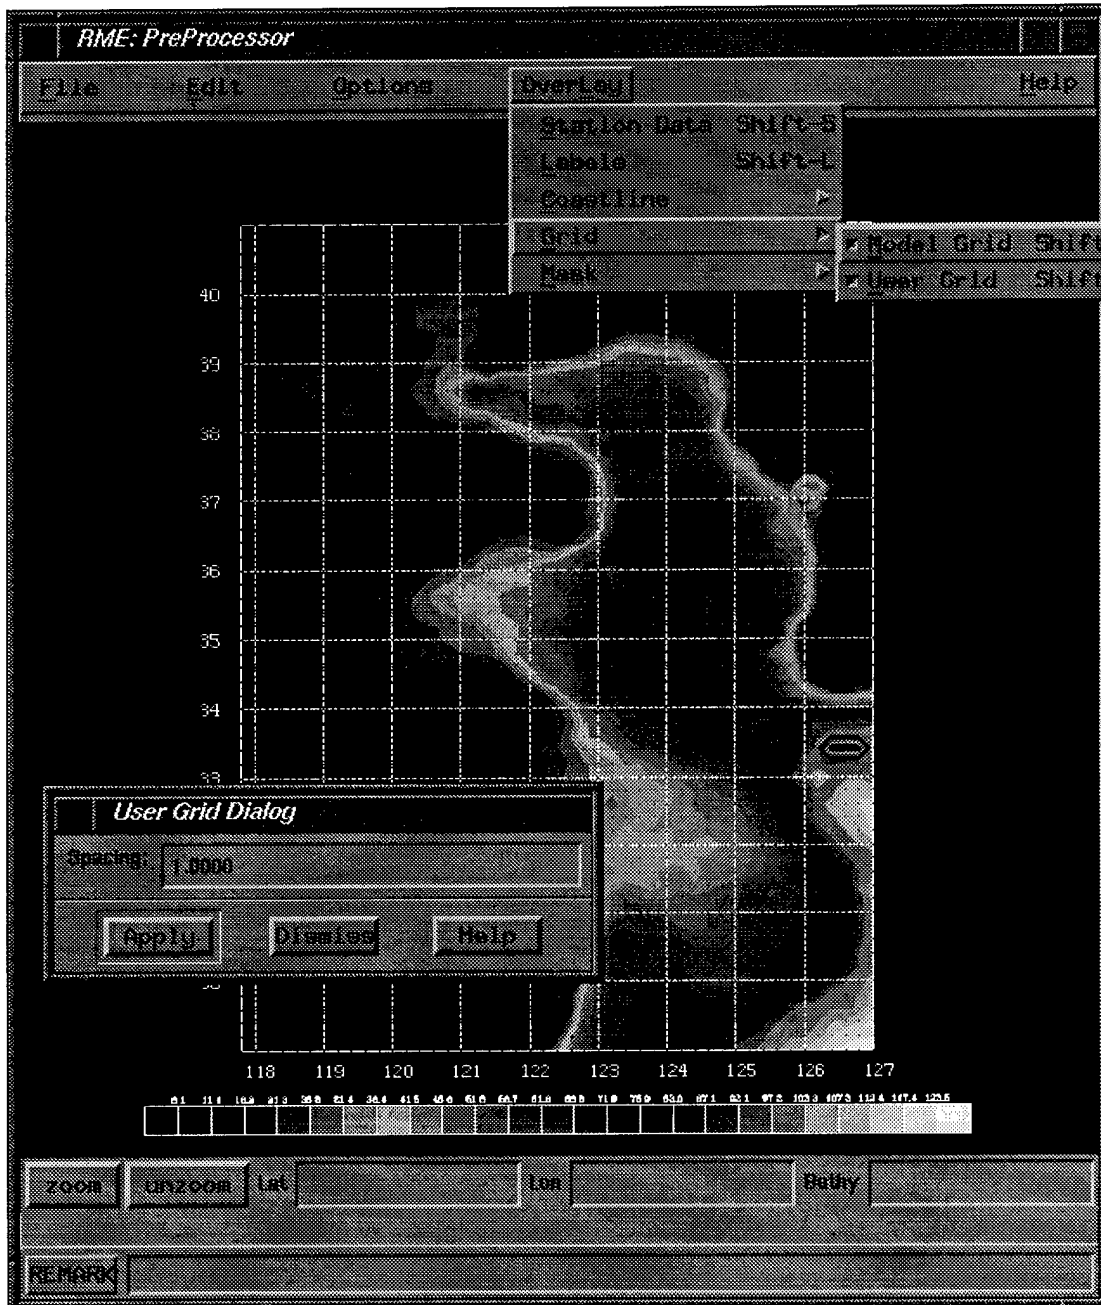 RME: PreProcessor
File Edit Options Overlay Help
Station Data Shift-S
Labels Shift-L
Coastline
Grid
Model Grid Shift
Mask
User Grid Shift
40
39
38
37
36
35
34
33
User Grid Dialog
Spacing: 1.0000
Apply Dismiss Help
118 119 120 121 122 123 124 125 126 127
zoom unzoom Lat Lon Bathy
REMARK